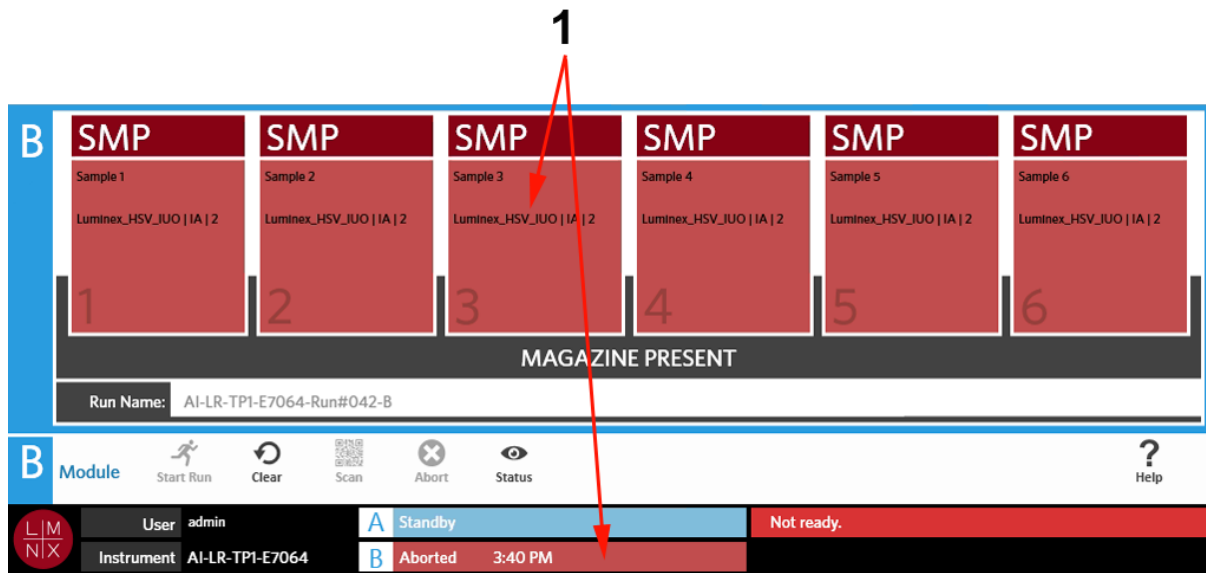 1
B
SMP SMP SMP SMP SMP SMP
Sample 1 Sample 2 Sample 3 Sample 4 Sample 5 Sample 6
Luminex_HSV_IUO | IA | 2 Luminex_HSV_IUO | IA | 2 Luminex_HSV_IUO | IA | 2 Luminex_HSV_IUO | IA | 2 Luminex_HSV_IUO | IA | 2 Luminex_HSV_IUO | IA | 2
1 2 3 4 5 6
MAGAZINE PRESENT
Run Name: AI-LR-TP1-E7064-Run#042-B
B Module Start Run Clear Scan Abort Status ? Help
L M N X
User admin A Standby Not ready.
Instrument AI-LR-TP1-E7064 B Aborted 3:40 PM